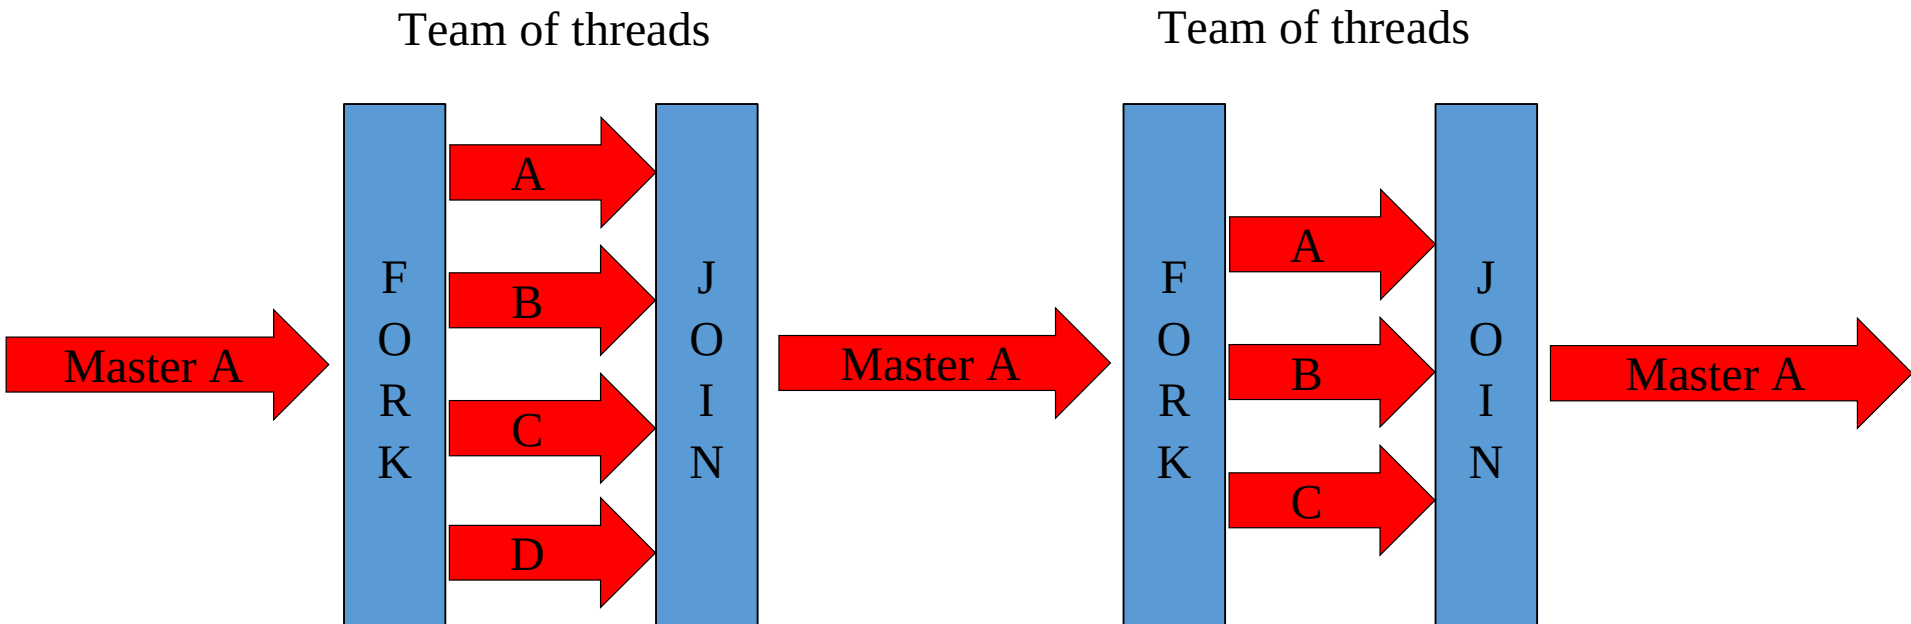 Team of threads
Team of threads
Master A
F
O
R
K
A
B
C
D
J
O
I
N
Master A
F
O
R
K
A
B
C
J
O
I
N
Master A